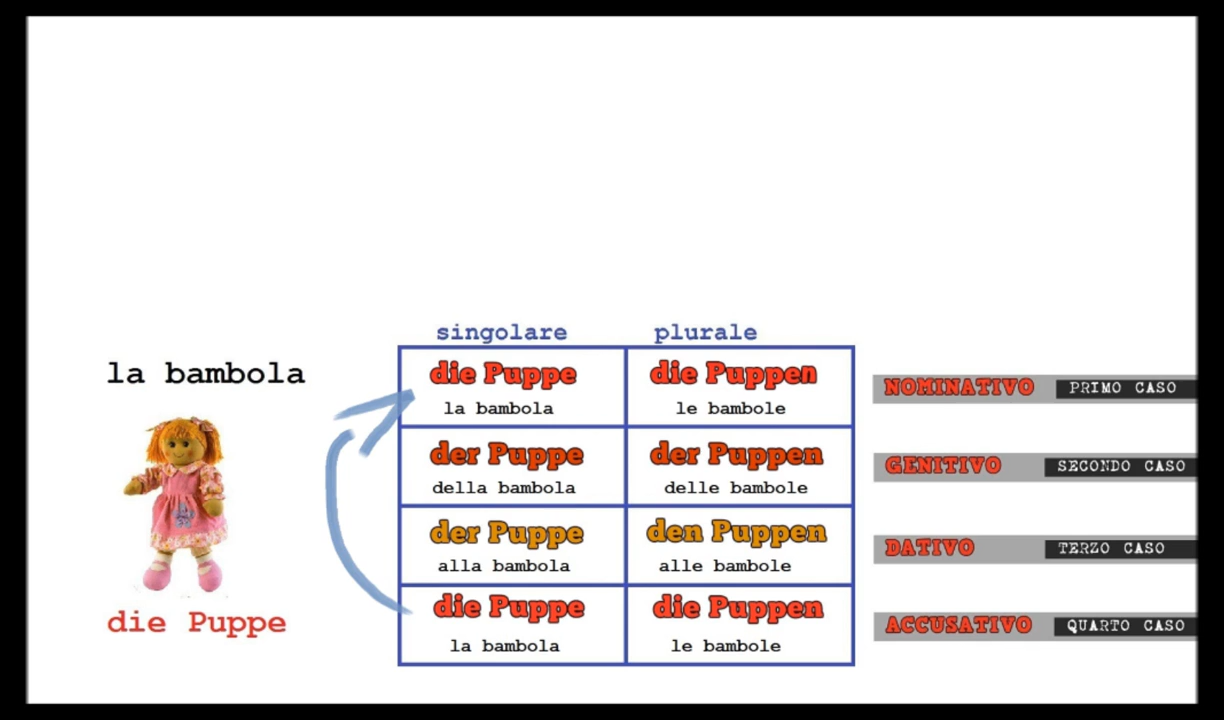 singolare plurale
la bambola
die Puppe die Puppen
la bambola le bambole
NOMINATIVO PRIMO CASO
der Puppe der Puppen
della bambola delle bambole
GENITIVO SECONDO CASO
der Puppe den Puppen
alla bambola alle bambole
DATIVO TERZO CASO
die Puppe die Puppen
la bambola le bambole
ACCUSATIVO QUARTO CASO
die Puppe